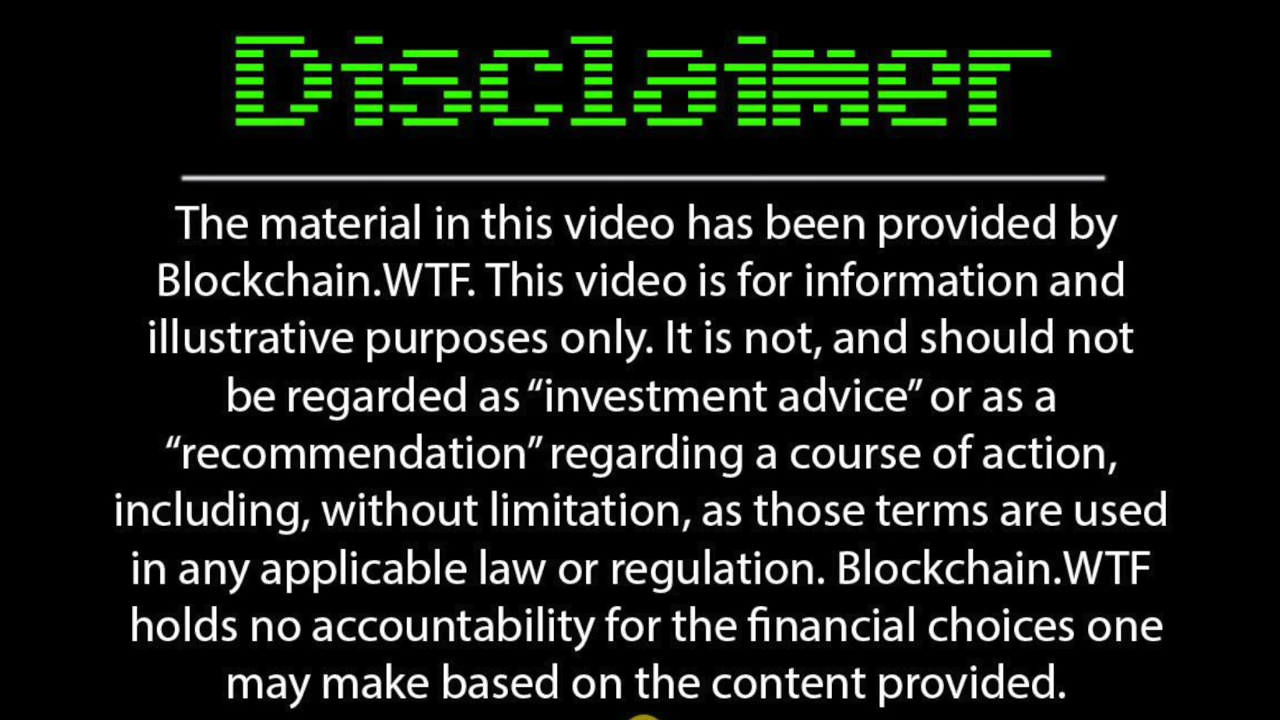 Disclaimer
The material in this video has been provided by
Blockchain.WTF. This video is for information and
illustrative purposes only. It is not, and should not
be regarded as “investment advice” or as a
“recommendation” regarding a course of action,
including, without limitation, as those terms are used
in any applicable law or regulation. Blockchain.WTF
holds no accountability for the financial choices one
may make based on the content provided.